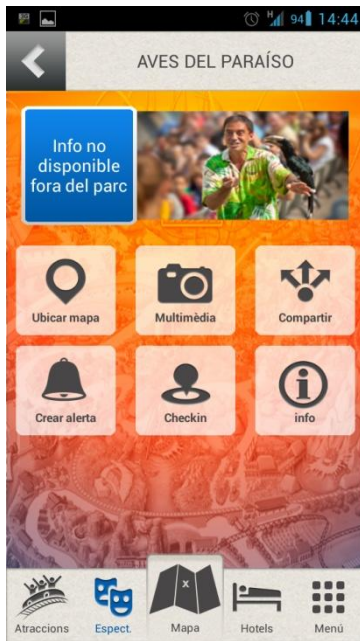 H 94 14:44
AVES DEL PARAÍSO
Info no
disponible
fora del parc
Ubicar mapa
Multimèdia
Compartir
Crear alerta
Checkin
info
Atraccions
Espect.
Mapa
Hotels
Menú